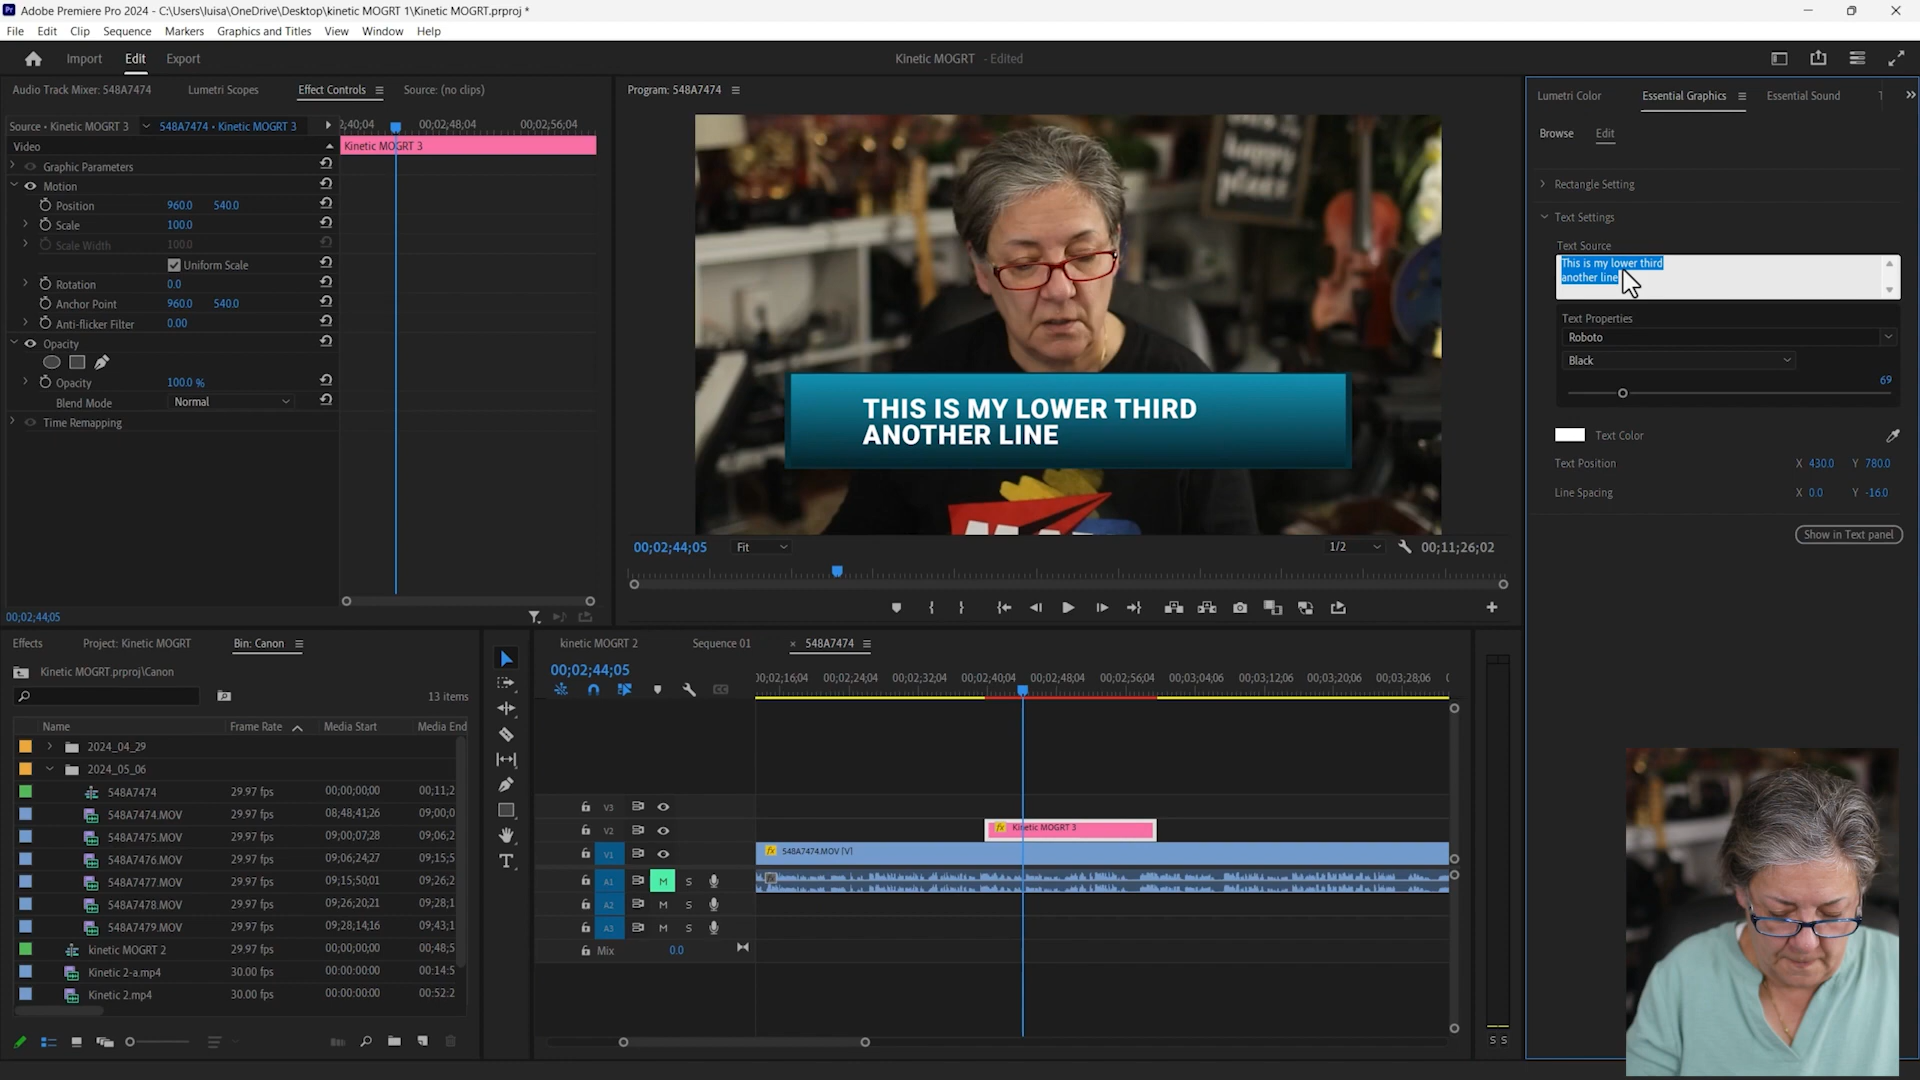 Adobe Premiere Pro 2024 - C:\Users\luisa\OneDrive\Desktop\kinetic MOGRT 1\Kinetic MOGRT.prproj *
File Edit Clip Sequence Markers Graphics and Titles View Window Help
Import Edit Export
Kinetic MOGRT - Edited
Audio Track Mixer: 548A7474 Lumetri Scopes Effect Controls Source: (no clips)
Source • Kinetic MOGRT 3 548A7474 • Kinetic MOGRT 3
2;40;04 00;02;48;04 00;02;56;04
Video
Kinetic MOGRT 3
Graphic Parameters
Motion
Position 960.0 540.0
Scale 100.0
Scale Width 100.0
Uniform Scale
Rotation 0.0
Anchor Point 960.0 540.0
Anti-flicker Filter 0.00
Opacity
Opacity 100.0 %
Blend Mode Normal
Time Remapping
00;02;44;05
Program: 548A7474
happy
place
THIS IS MY LOWER THIRD
ANOTHER LINE
00;02;44;05 Fit 1/2 00;11;26;02
Lumetri Color Essential Graphics Essential Sound
Browse Edit
Rectangle Setting
Text Settings
Text Source
This is my lower third
another line
Text Properties
Roboto
Black
69
Text Color
Text Position X 430.0 Y 780.0
Line Spacing X 0.0 Y -16.0
Show in Text panel
Effects Project: Kinetic MOGRT Bin: Canon
Kinetic MOGRT.prproj\Canon
13 items
Name Frame Rate Media Start Media End
2024_04_29
2024_05_06
548A7474 29.97 fps 00;00;00;00 00;11;2
548A7474.MOV 29.97 fps 08;48;41;26 09;00;0
548A7475.MOV 29.97 fps 09;00;07;28 09;06;2
548A7476.MOV 29.97 fps 09;06;24;27 09;15;5
548A7477.MOV 29.97 fps 09;15;50;01 09;26;2
548A7478.MOV 29.97 fps 09;26;20;21 09;28;1
548A7479.MOV 29.97 fps 09;28;14;16 09;43;1
kinetic MOGRT 2 29.97 fps 00;00;00;00 00;48;5
Kinetic 2-a.mp4 30.00 fps 00:00:00:00 00:14:5
Kinetic 2.mp4 30.00 fps 00:00:00:00 00:52:2
kinetic MOGRT 2 Sequence 01 × 548A7474
00;02;44;05
00;02;16;04 00;02;24;04 00;02;32;04 00;02;40;04 00;02;48;04 00;02;56;04 00;03;04;06 00;03;12;06 00;03;20;06 00;03;28;06
V3
V2
fx Kinetic MOGRT 3
V1
fx 548A7474.MOV [V]
A1 M S
A2 M S
A3 M S
Mix 0.0
S S